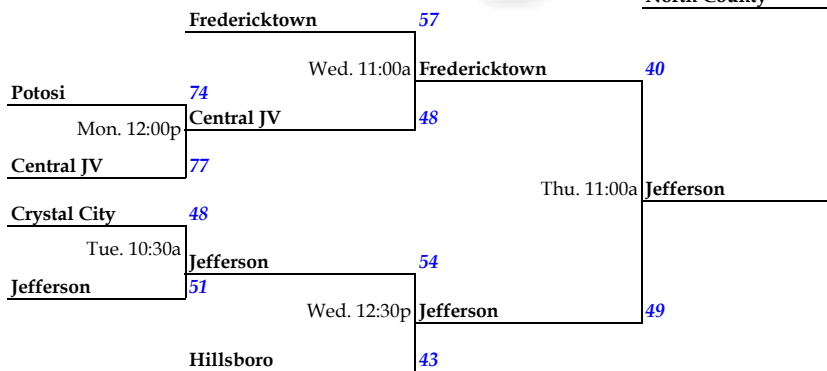 North County
Fredericktown 57
Wed. 11:00a Fredericktown 40
Potosi 74
Mon. 12:00p Central JV 48
Central JV 77
Thu. 11:00a Jefferson
Crystal City 48
Tue. 10:30a
Jefferson 54
Jefferson 51
Wed. 12:30p Jefferson 49
Hillsboro 43